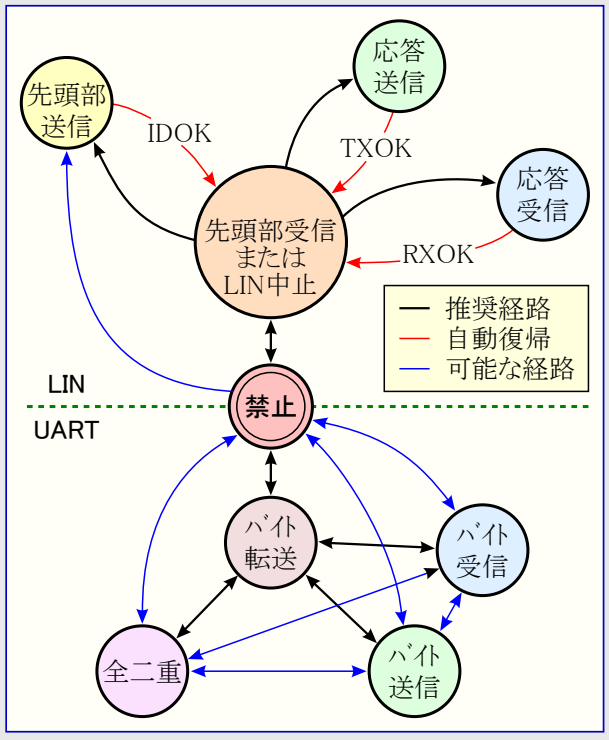 応答
送信
先頭部
送信
IDOK
TXOK
応答
受信
先頭部受信
または
LIN中止
RXOK
推奨経路
自動復帰
可能な経路
LIN
禁止
UART
バイト
転送
バイト
受信
全二重
バイト
送信